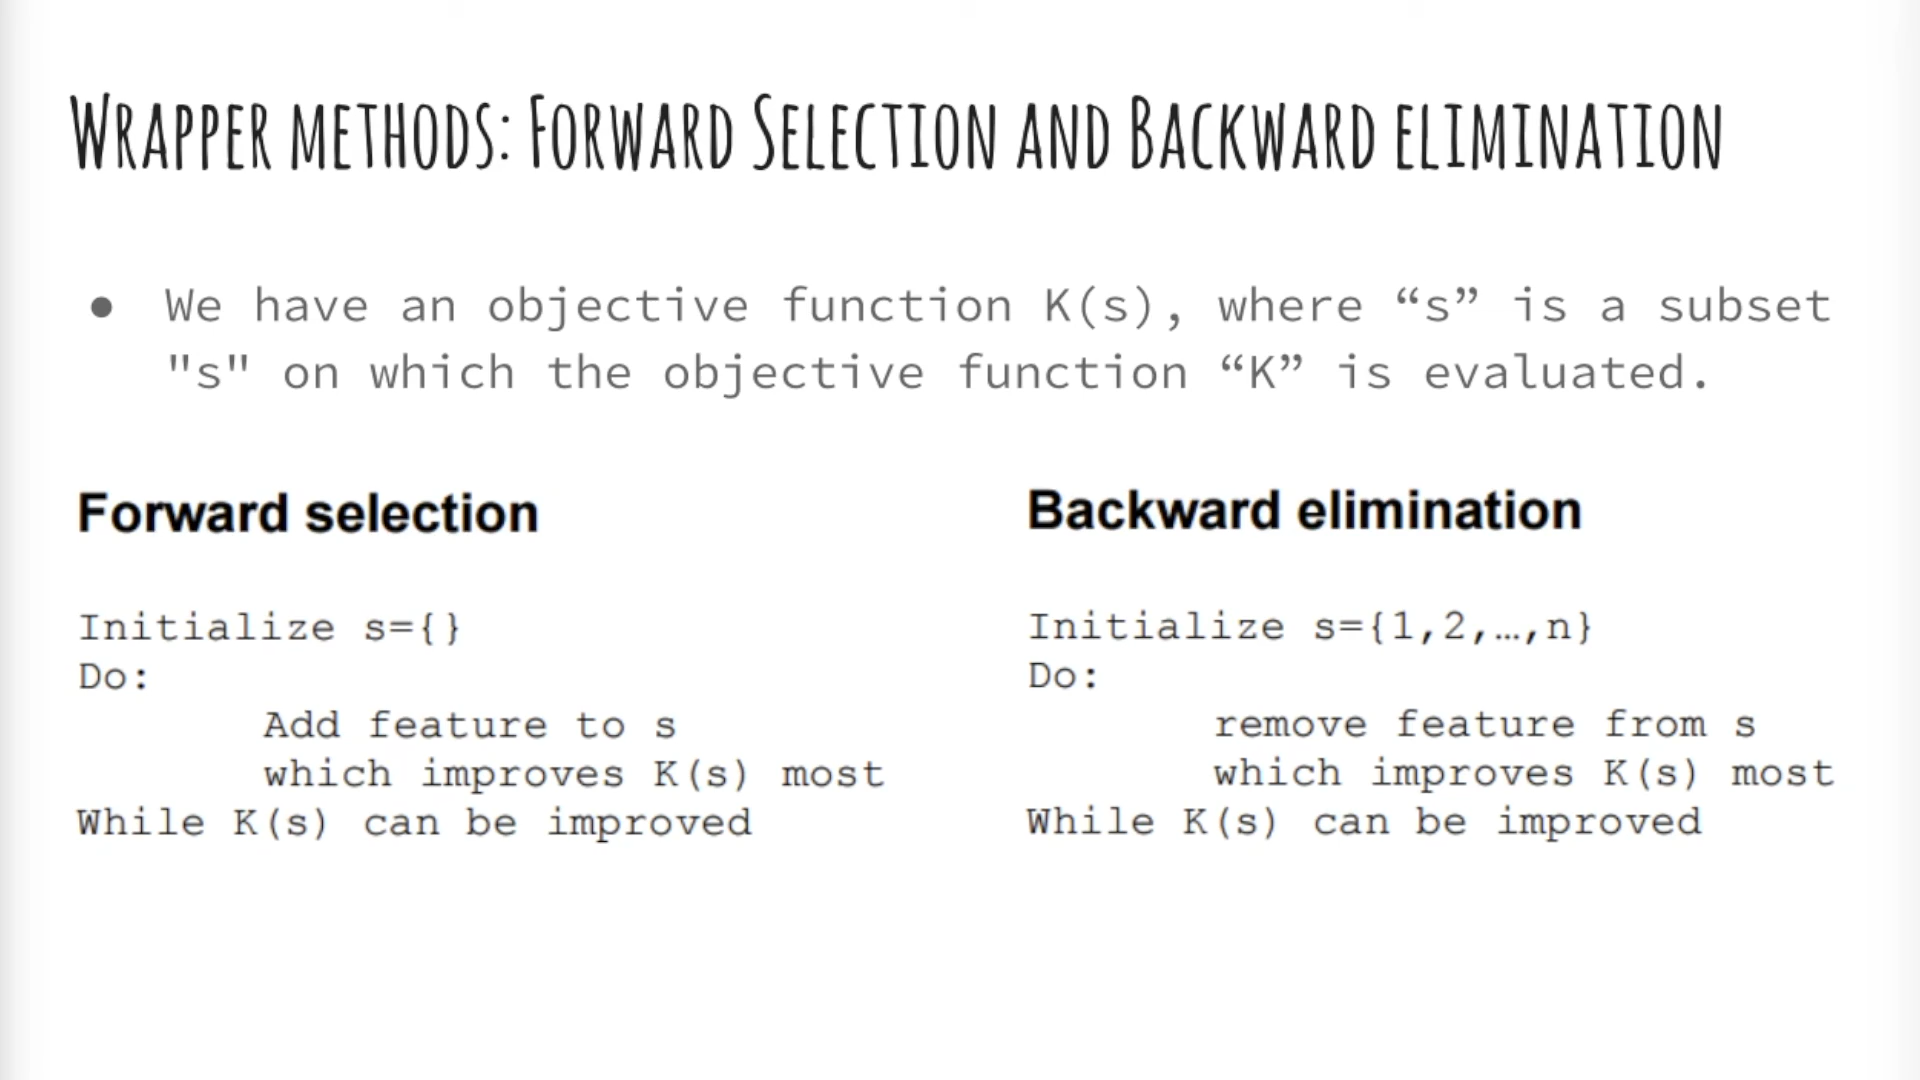 Wrapper methods: Forward Selection and Backward elimination
● We have an objective function K(s), where “s” is a subset
"s" on which the objective function “K” is evaluated.
Forward selection
Initialize s={}
Do:
Add feature to s
which improves K(s) most
While K(s) can be improved
Backward elimination
Initialize s={1,2,…,n}
Do:
remove feature from s
which improves K(s) most
While K(s) can be improved